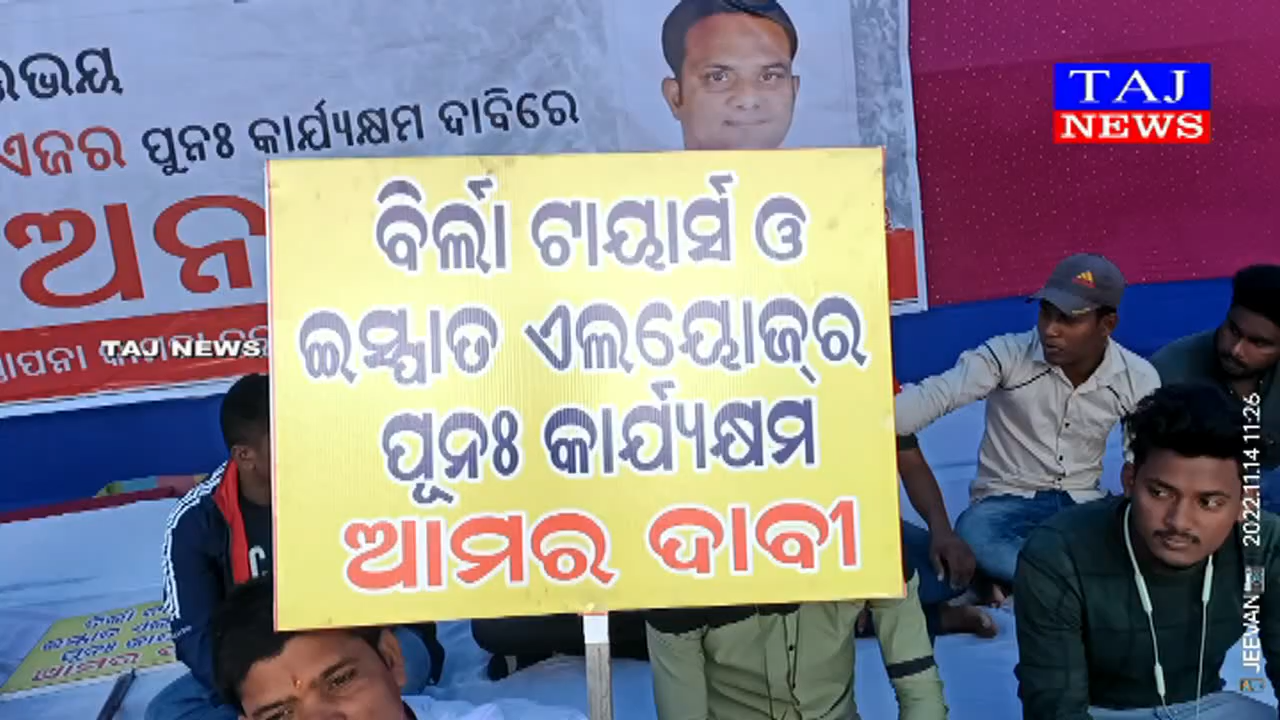 ଭୟ
ଏଜର ପୁନଃ କାର୍ଯ୍ୟକ୍ଷମ ଦାବିରେ
ଅନ
TAJ
NEWS
TAJ NEWS
ବିର୍ଲା ଟାୟାର୍ସ ଓ
ଇସ୍ପାତ ଏଲୟୋଜ୍‌ର
ପୂନଃ କାର୍ଯ୍ୟକ୍ଷମ
ଆମର ଦାବୀ
JEEVAN 2022.11.14 11:26